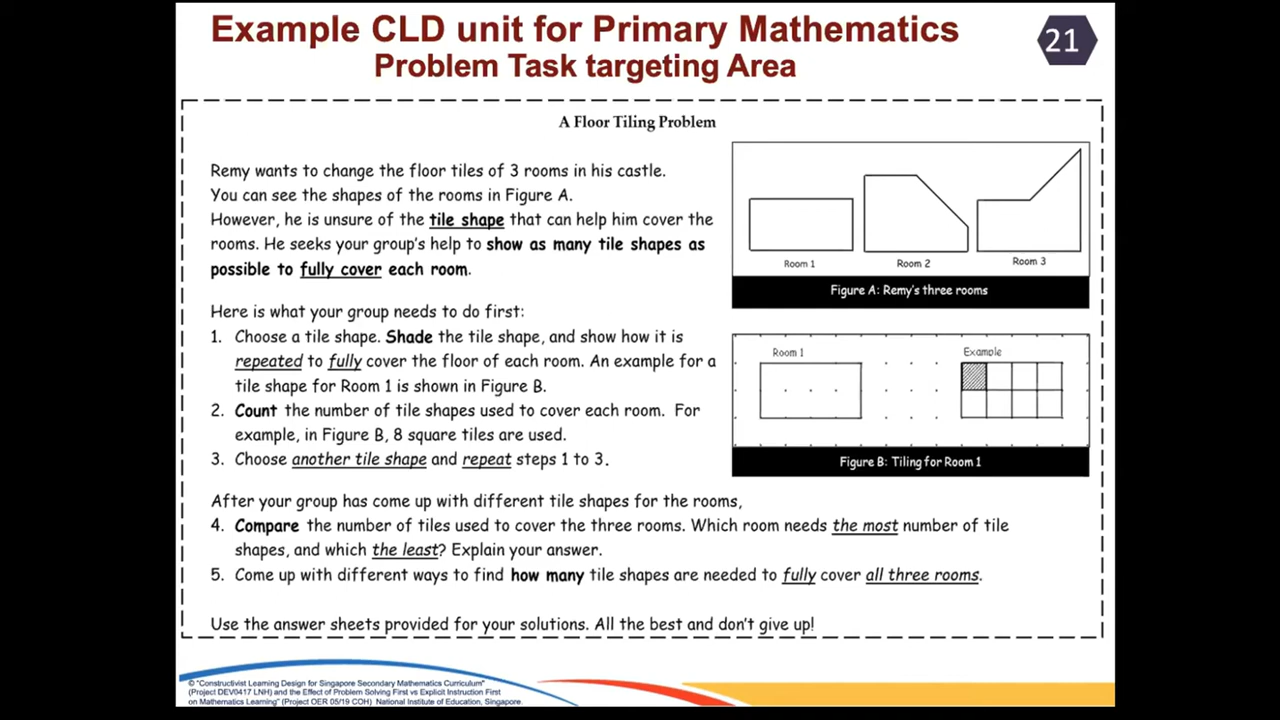 Example CLD unit for Primary Mathematics
Problem Task targeting Area
21
A Floor Tiling Problem
Remy wants to change the floor tiles of 3 rooms in his castle.
You can see the shapes of the rooms in Figure A.
However, he is unsure of the tile shape that can help him cover the
rooms. He seeks your group's help to show as many tile shapes as
possible to fully cover each room.
Room 1
Room 2
Room 3
Figure A: Remy's three rooms
Here is what your group needs to do first:
1. Choose a tile shape. Shade the tile shape, and show how it is
repeated to fully cover the floor of each room. An example for a
tile shape for Room 1 is shown in Figure B.
2. Count the number of tile shapes used to cover each room. For
example, in Figure B, 8 square tiles are used.
3. Choose another tile shape and repeat steps 1 to 3.
Room 1
Example
Figure B: Tiling for Room 1
After your group has come up with different tile shapes for the rooms,
4. Compare the number of tiles used to cover the three rooms. Which room needs the most number of tile
shapes, and which the least? Explain your answer.
5. Come up with different ways to find how many tile shapes are needed to fully cover all three rooms.
Use the answer sheets provided for your solutions. All the best and don't give up!
© "Constructivist Learning Design for Singapore Secondary Mathematics Curriculum"
(Project DEV0417 LNH) and the Effect of Problem Solving First vs Explicit Instruction First
on Mathematics Learning" (Project OER 05/19 COH) National Institute of Education, Singapore.